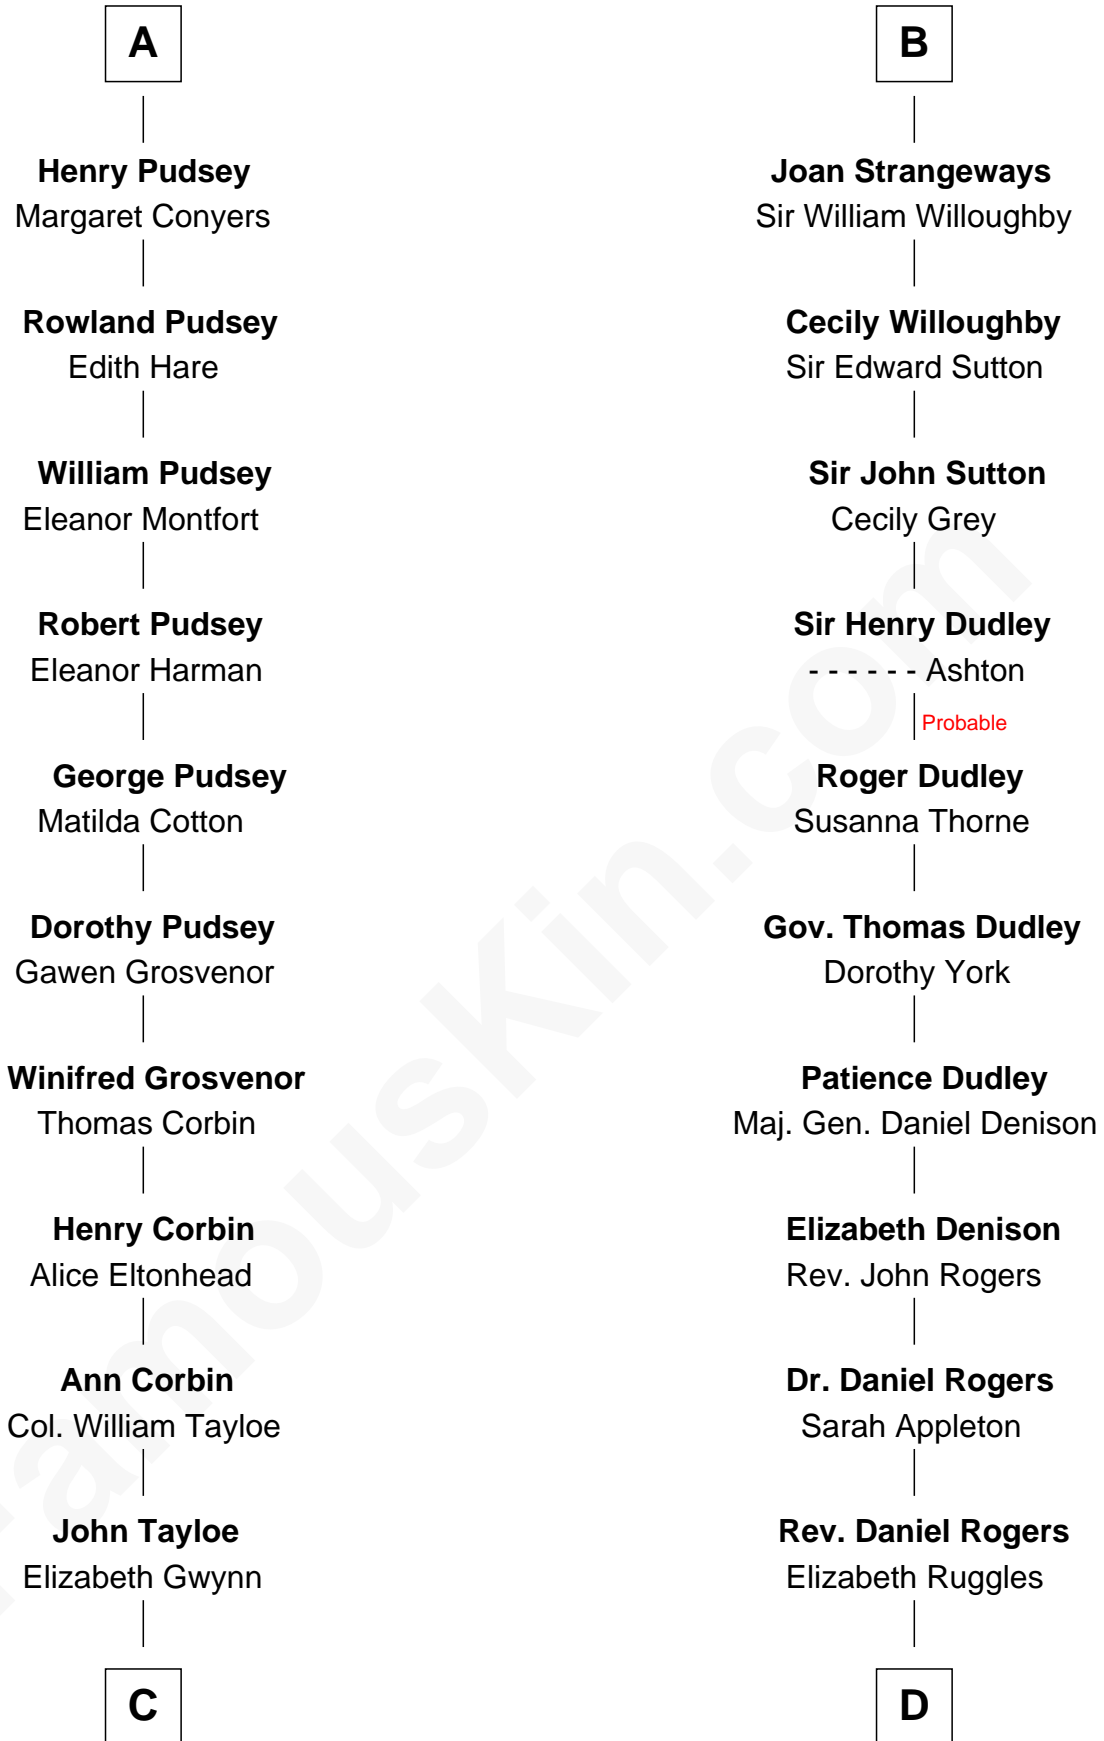 A
Henry Pudsey
Margaret Conyers
Rowland Pudsey
Edith Hare
William Pudsey
Eleanor Montfort
Robert Pudsey
Eleanor Harman
George Pudsey
Matilda Cotton
Dorothy Pudsey
Gawen Grosvenor
Winifred Grosvenor
Thomas Corbin
Henry Corbin
Alice Eltonhead
Ann Corbin
Col. William Tayloe
John Tayloe
Elizabeth Gwynn
C
B
Joan Strangeways
Sir William Willoughby
Cecily Willoughby
Sir Edward Sutton
Sir John Sutton
Cecily Grey
Sir Henry Dudley
- - - - - - Ashton
Probable
Roger Dudley
Susanna Thorne
Gov. Thomas Dudley
Dorothy York
Patience Dudley
Maj. Gen. Daniel Denison
Elizabeth Denison
Rev. John Rogers
Dr. Daniel Rogers
Sarah Appleton
Rev. Daniel Rogers
Elizabeth Ruggles
D
FamousKin.com